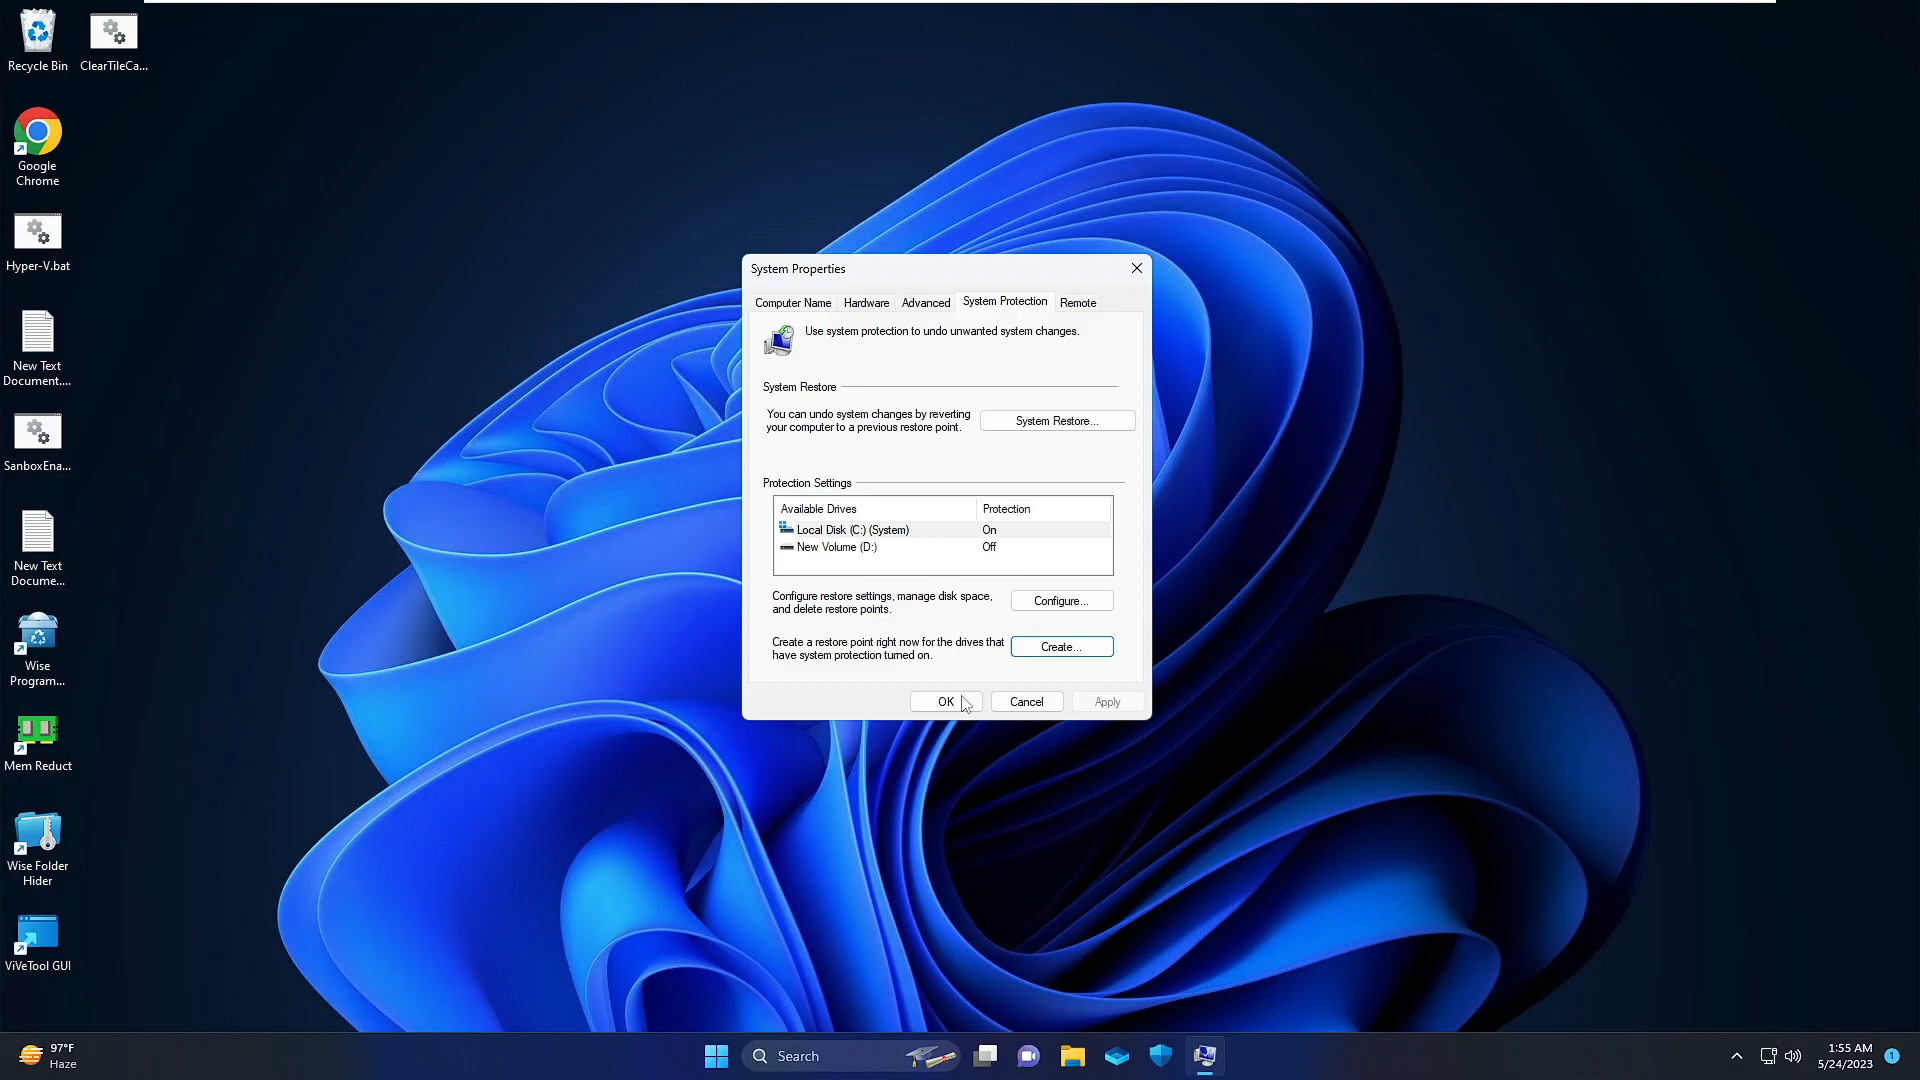 Recycle Bin
ClearTileCa...
Google
Chrome
Hyper-V.bat
New Text
Document....
SanboxEna...
New Text
Docume...
Wise
Program...
Mem Reduct
Wise Folder
Hider
ViVeTool GUI
System Properties
Computer Name
Hardware
Advanced
System Protection
Remote
Use system protection to undo unwanted system changes.
System Restore
You can undo system changes by reverting
your computer to a previous restore point.
System Restore...
Protection Settings
Available Drives
Protection
Local Disk (C:) (System)
On
New Volume (D:)
Off
Configure restore settings, manage disk space,
and delete restore points.
Configure...
Create a restore point right now for the drives that
have system protection turned on.
Create...
OK
Cancel
Apply
97°F
Haze
Search
1:55 AM
5/24/2023
1